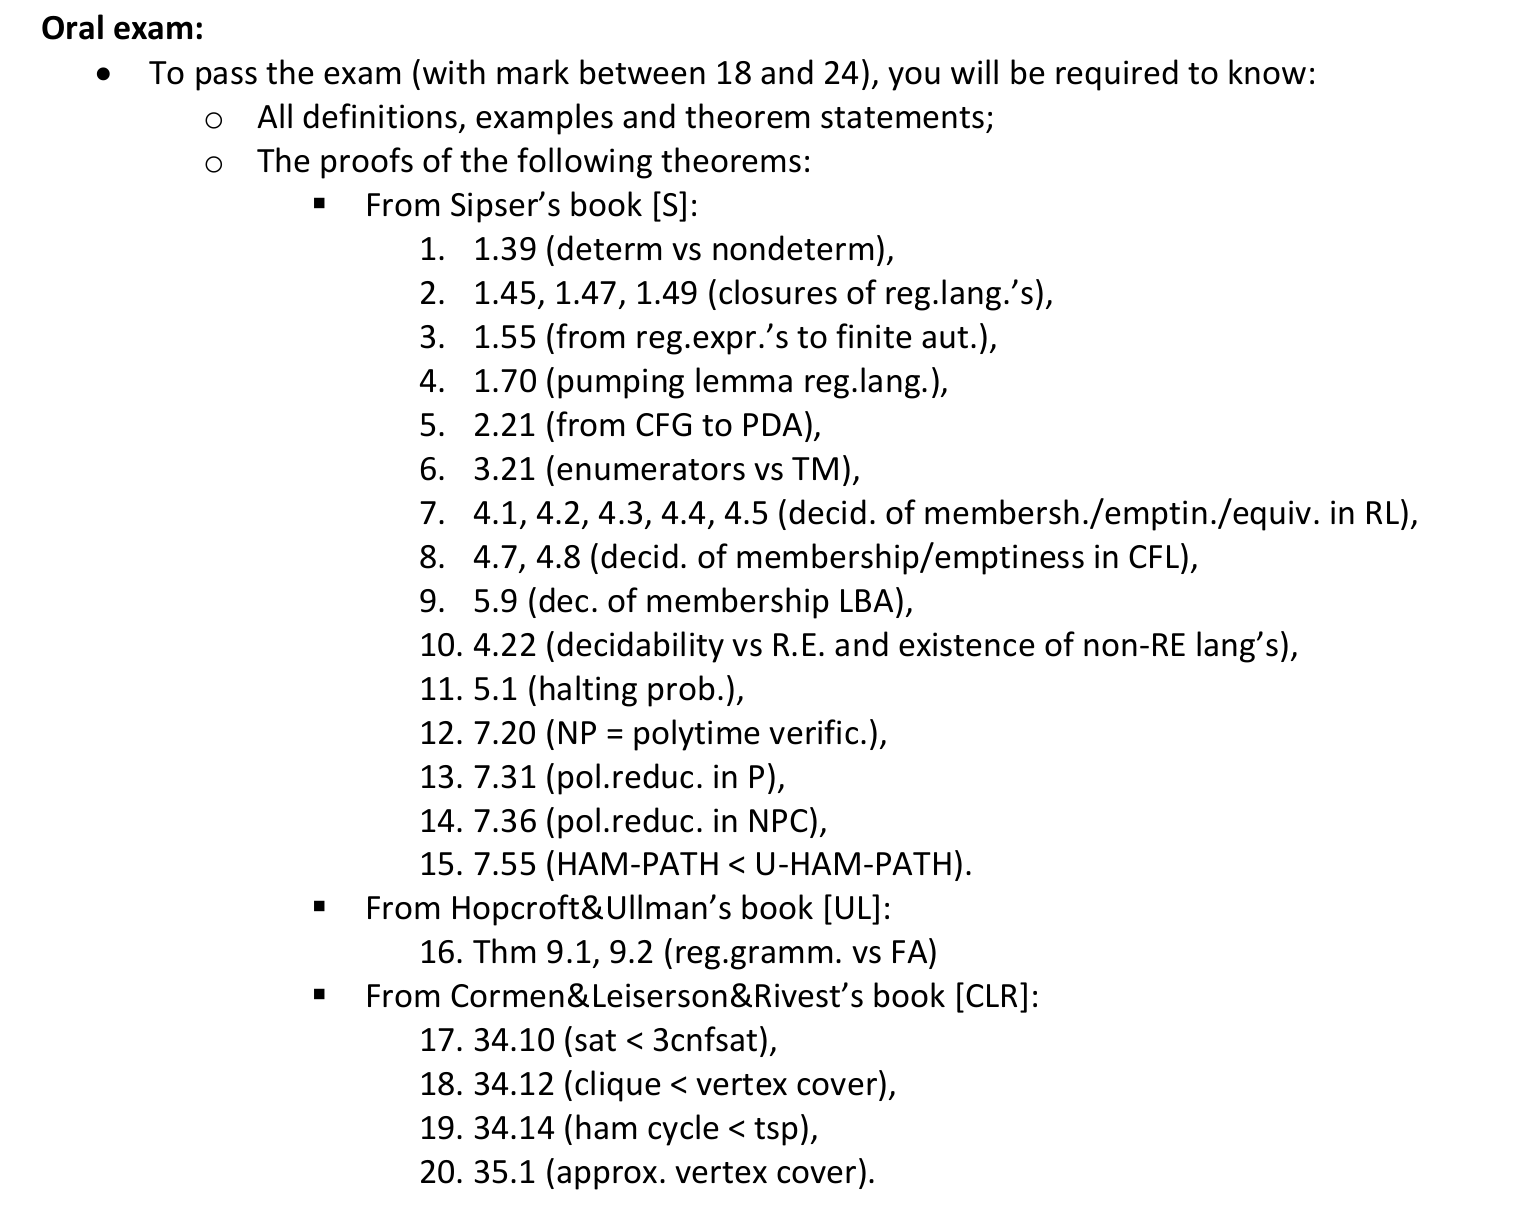 Oral exam:
• To pass the exam (with mark between 18 and 24), you will be required to know:
o All definitions, examples and theorem statements;
o The proofs of the following theorems:
▪ From Sipser’s book [S]:
1. 1.39 (determ vs nondeterm),
2. 1.45, 1.47, 1.49 (closures of reg.lang.’s),
3. 1.55 (from reg.expr.’s to finite aut.),
4. 1.70 (pumping lemma reg.lang.),
5. 2.21 (from CFG to PDA),
6. 3.21 (enumerators vs TM),
7. 4.1, 4.2, 4.3, 4.4, 4.5 (decid. of membersh./emptin./equiv. in RL),
8. 4.7, 4.8 (decid. of membership/emptiness in CFL),
9. 5.9 (dec. of membership LBA),
10. 4.22 (decidability vs R.E. and existence of non-RE lang’s),
11. 5.1 (halting prob.),
12. 7.20 (NP = polytime verific.),
13. 7.31 (pol.reduc. in P),
14. 7.36 (pol.reduc. in NPC),
15. 7.55 (HAM-PATH < U-HAM-PATH).
▪ From Hopcroft&Ullman’s book [UL]:
16. Thm 9.1, 9.2 (reg.gramm. vs FA)
▪ From Cormen&Leiserson&Rivest’s book [CLR]:
17. 34.10 (sat < 3cnfsat),
18. 34.12 (clique < vertex cover),
19. 34.14 (ham cycle < tsp),
20. 35.1 (approx. vertex cover).